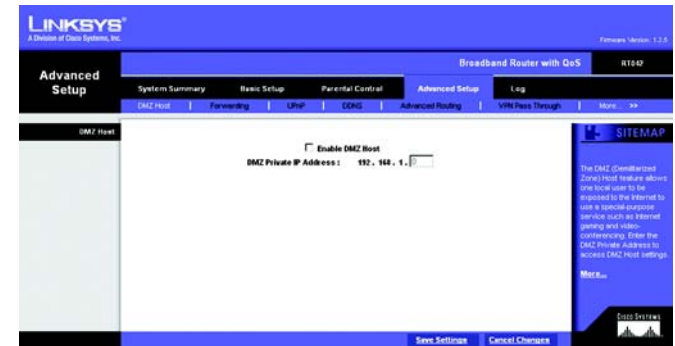 LINKSYS®
A Division of Cisco Systems, Inc.
Firmware Version: 1.3.5
Broadband Router with QoS
RT042
Advanced Setup
System Summary
Basic Setup
Parental Control
Advanced Setup
Log
DMZ Host | Forwarding | UPnP | DDNS | Advanced Routing | VPN Pass Through | More... >>
DMZ Host
Enable DMZ Host
DMZ Private IP Address : 192 . 168 . 1 . 0
SITEMAP
The DMZ (Demilitarized
Zone) Host feature allows
one local user to be
exposed to the Internet to
use a special-purpose
service such as Internet
gaming and video-
conferencing. Enter the
DMZ Private Address to
access DMZ Host settings.
More...
CISCO SYSTEMS
Save Settings
Cancel Changes